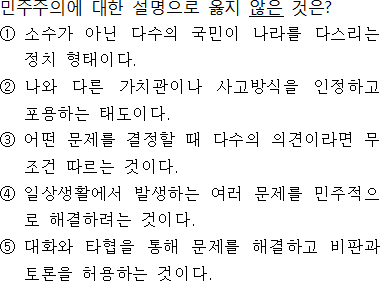 민주주의에 대한 설명으로 옳지 않은 것은?
① 소수가 아닌 다수의 국민이 나라를 다스리는
정치 형태이다.
② 나와 다른 가치관이나 사고방식을 인정하고
포용하는 태도이다.
③ 어떤 문제를 결정할 때 다수의 의견이라면 무
조건 따르는 것이다.
④ 일상생활에서 발생하는 여러 문제를 민주적으
로 해결하려는 것이다.
⑤ 대화와 타협을 통해 문제를 해결하고 비판과
토론을 허용하는 것이다.